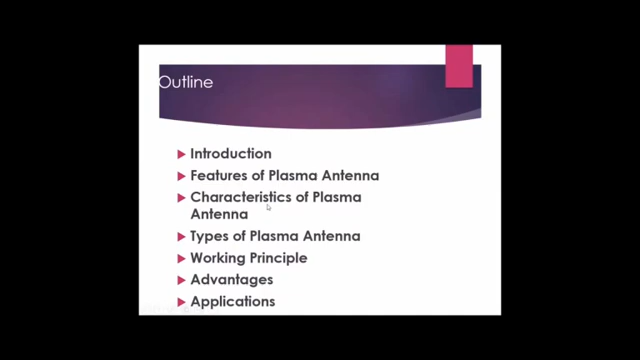 Outline
Introduction
Features of Plasma Antenna
Characteristics of Plasma
Antenna
Types of Plasma Antenna
Working Principle
Advantages
Applications